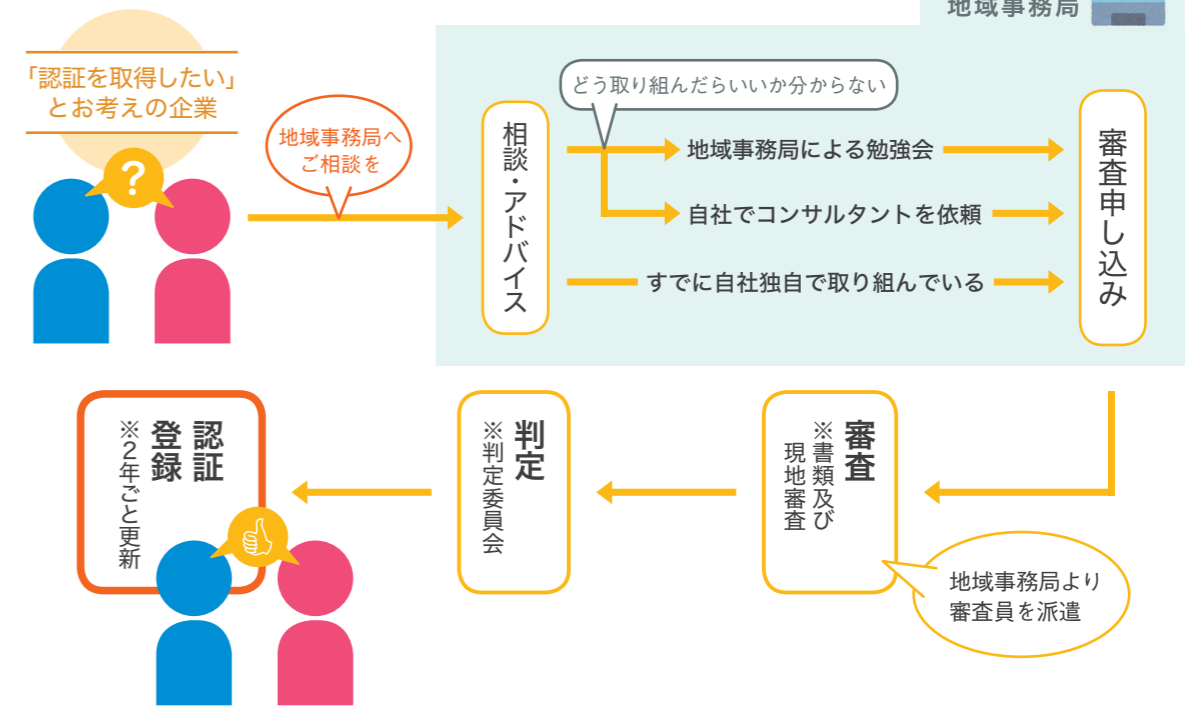 地域事務局
「認証を取得したい」
とお考えの企業
?
地域事務局へ
ご相談を
相談・アドバイス
どう取り組んだらいいか分からない
地域事務局による勉強会
自社でコンサルタントを依頼
すでに自社独自で取り組んでいる
審査申し込み
審査
※書類及び
現地審査
地域事務局より
審査員を派遣
判定
※判定委員会
認証
登録
※2年ごと更新